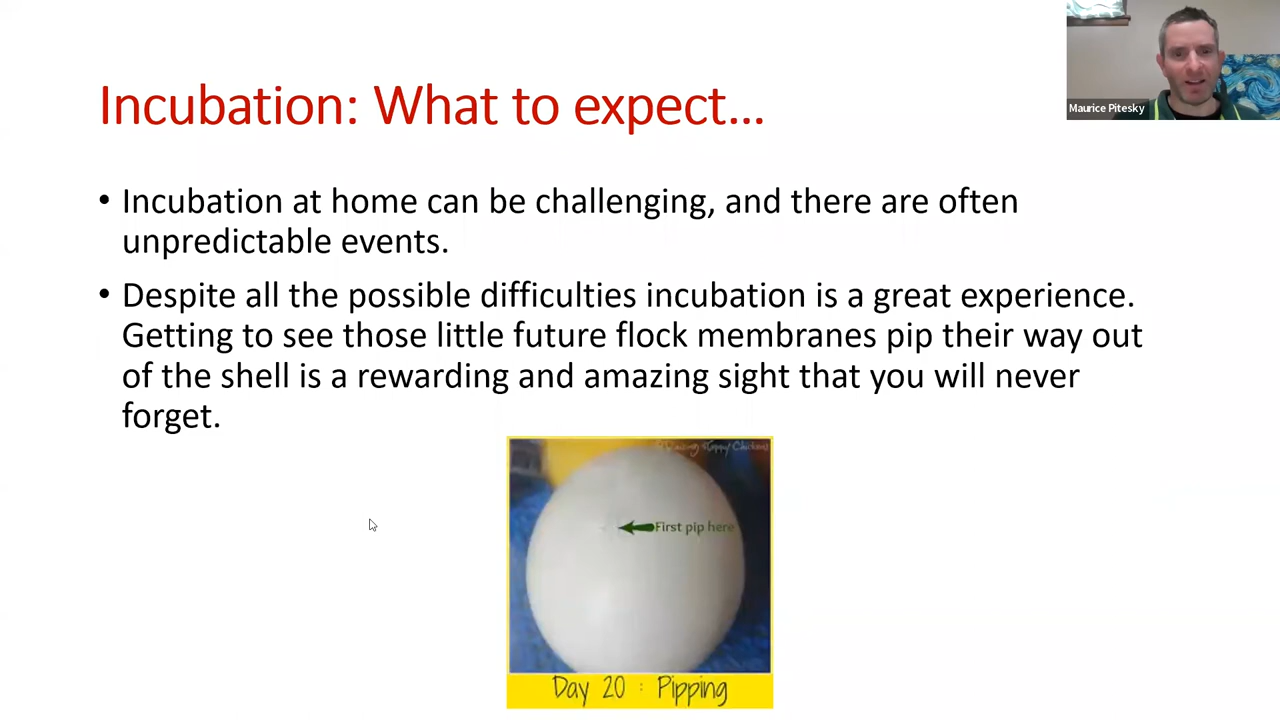 Incubation: What to expect…
Maurice Pitesky
• Incubation at home can be challenging, and there are often
unpredictable events.
• Despite all the possible difficulties incubation is a great experience.
Getting to see those little future flock membranes pip their way out
of the shell is a rewarding and amazing sight that you will never
forget.
First pip here
Day 20 : Pipping